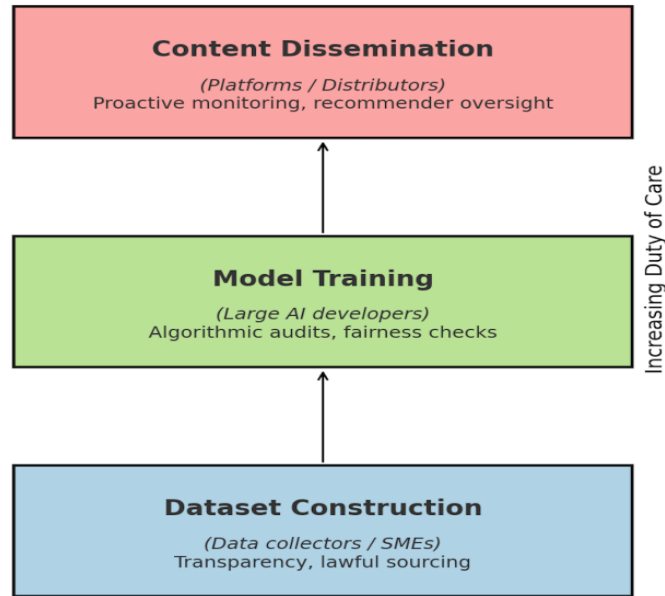 Content Dissemination
(Platforms / Distributors)
Proactive monitoring, recommender oversight
Model Training
(Large AI developers)
Algorithmic audits, fairness checks
Dataset Construction
(Data collectors / SMEs)
Transparency, lawful sourcing
Increasing Duty of Care